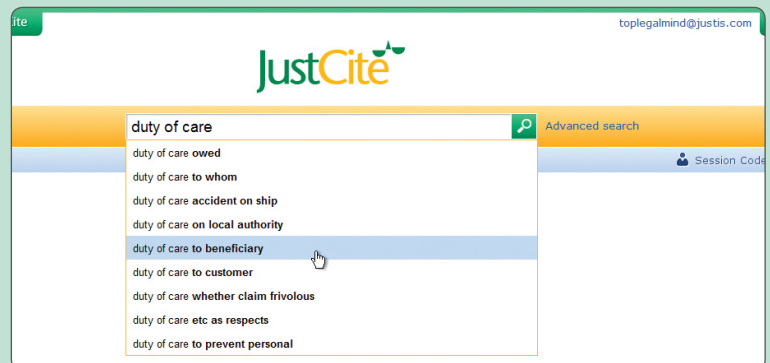 ite
toplegalmind@justis.com
JustCite
duty of care
Advanced search
duty of care owed
Session Code
duty of care to whom
duty of care accident on ship
duty of care on local authority
duty of care to beneficiary
duty of care to customer
duty of care whether claim frivolous
duty of care etc as respects
duty of care to prevent personal